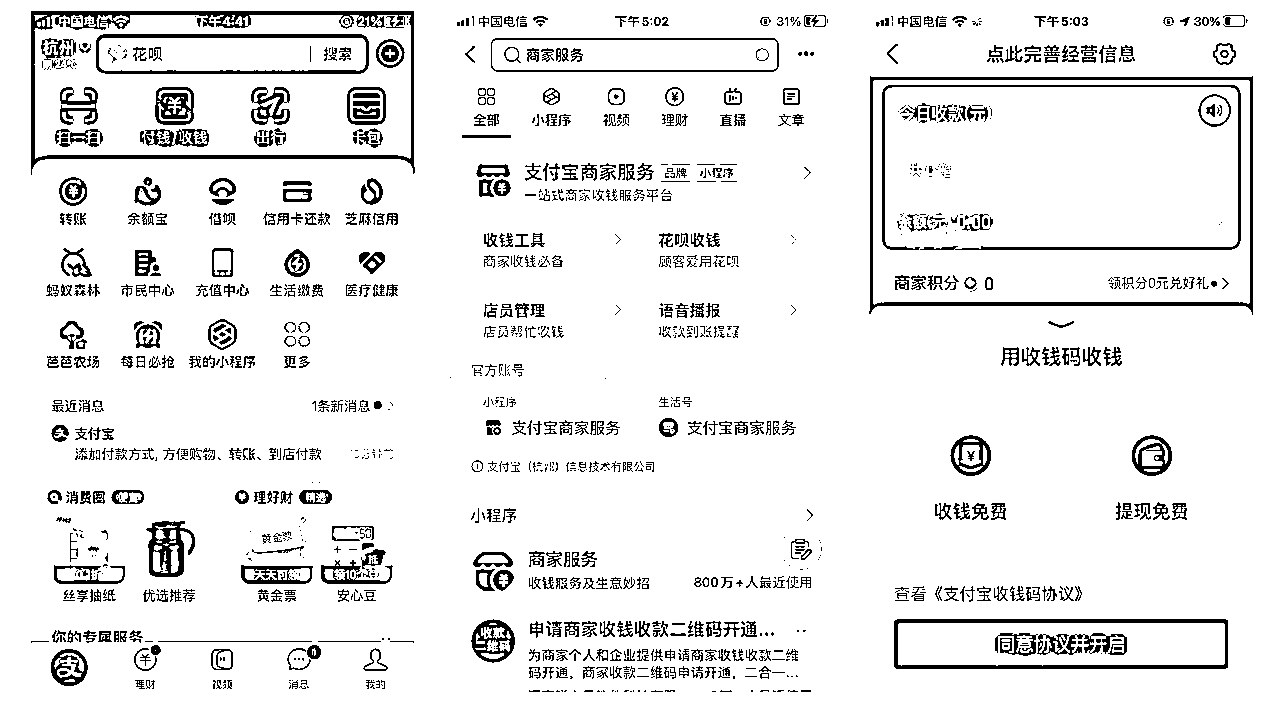 中国电信
下午4:41
21%
杭州
花呗
搜索
扫一扫
付钱/收钱
出行
卡包
转账
余额宝
借呗
信用卡还款
芝麻信用
蚂蚁森林
市民中心
充值中心
生活缴费
医疗健康
芭芭农场
每日必抢
我的小程序
更多
最近消息
1条新消息
支付宝
添加付款方式, 方便购物、转账、到店付款
消费圈
理好财
精选
黄金票
丝享抽纸
优选推荐
黄金票
安心豆
你的专属服务
理财
视频
消息
我的
中国电信
下午5:02
31%
商家服务
全部
小程序
视频
理财
直播
文章
支付宝商家服务
品牌
小程序
一站式商家收钱服务平台
收钱工具
商家收钱必备
花呗收钱
顾客爱用花呗
店员管理
店员帮忙收钱
语音播报
收款到账提醒
官方账号
小程序
支付宝商家服务
生活号
支付宝商家服务
支付宝（杭州）信息技术有限公司
小程序
商家服务
收钱服务及生意妙招
800万+人最近使用
收款二维码
申请商家收钱收款二维码开通...
为商家个人和企业提供申请商家收钱收款二维
码开通，商家收款二维码申请开通，二合一...
中国电信
下午5:03
30%
点此完善经营信息
今日收款(元)
商家积分 0
领积分0元兑好礼
用收钱码收钱
收钱免费
提现免费
查看《支付宝收钱码协议》
同意协议并开启